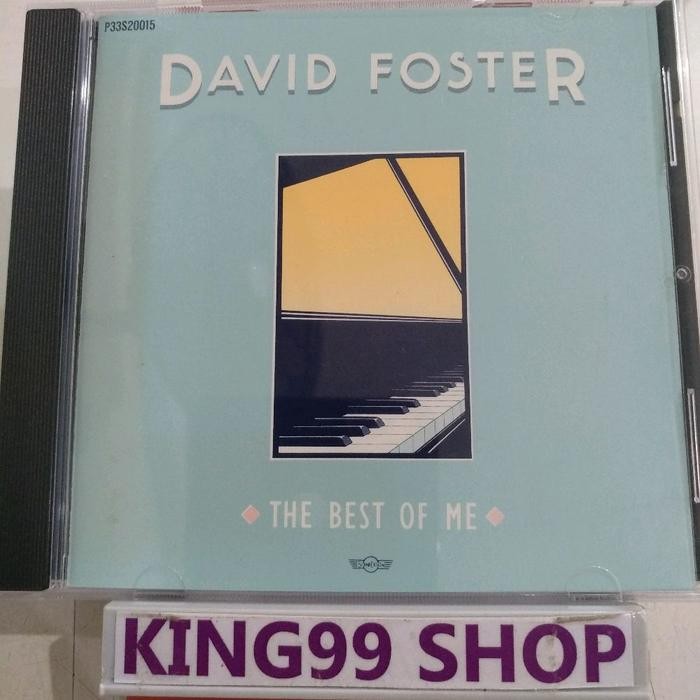 P33S20015
DAVID FOSTER
THE BEST OF ME
KING99 SHOP